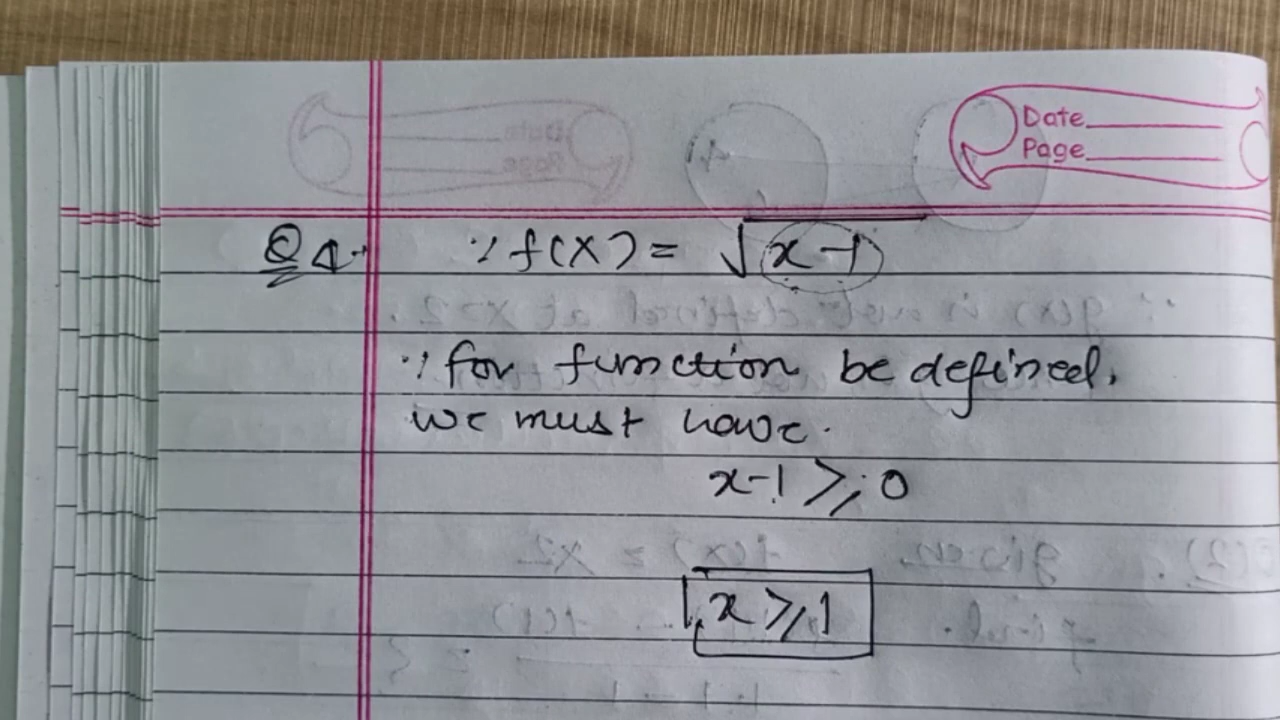 Date
Page
Q4. ∵ f(x) = √x-1
∵ for function be defined,
we must have.
x-1 ≥ 0
x ≥ 1